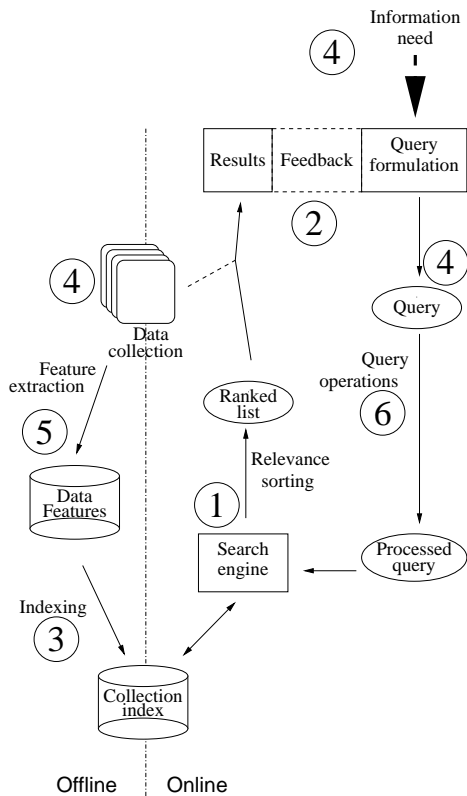 Information
need
4
Results
Feedback
Query
formulation
2
4
4
Query
Data
collection
Feature
extraction
Query
operations
6
5
Ranked
list
Relevance
sorting
1
Data
Features
Search
engine
Processed
query
Indexing
3
Collection
index
Offline
Online